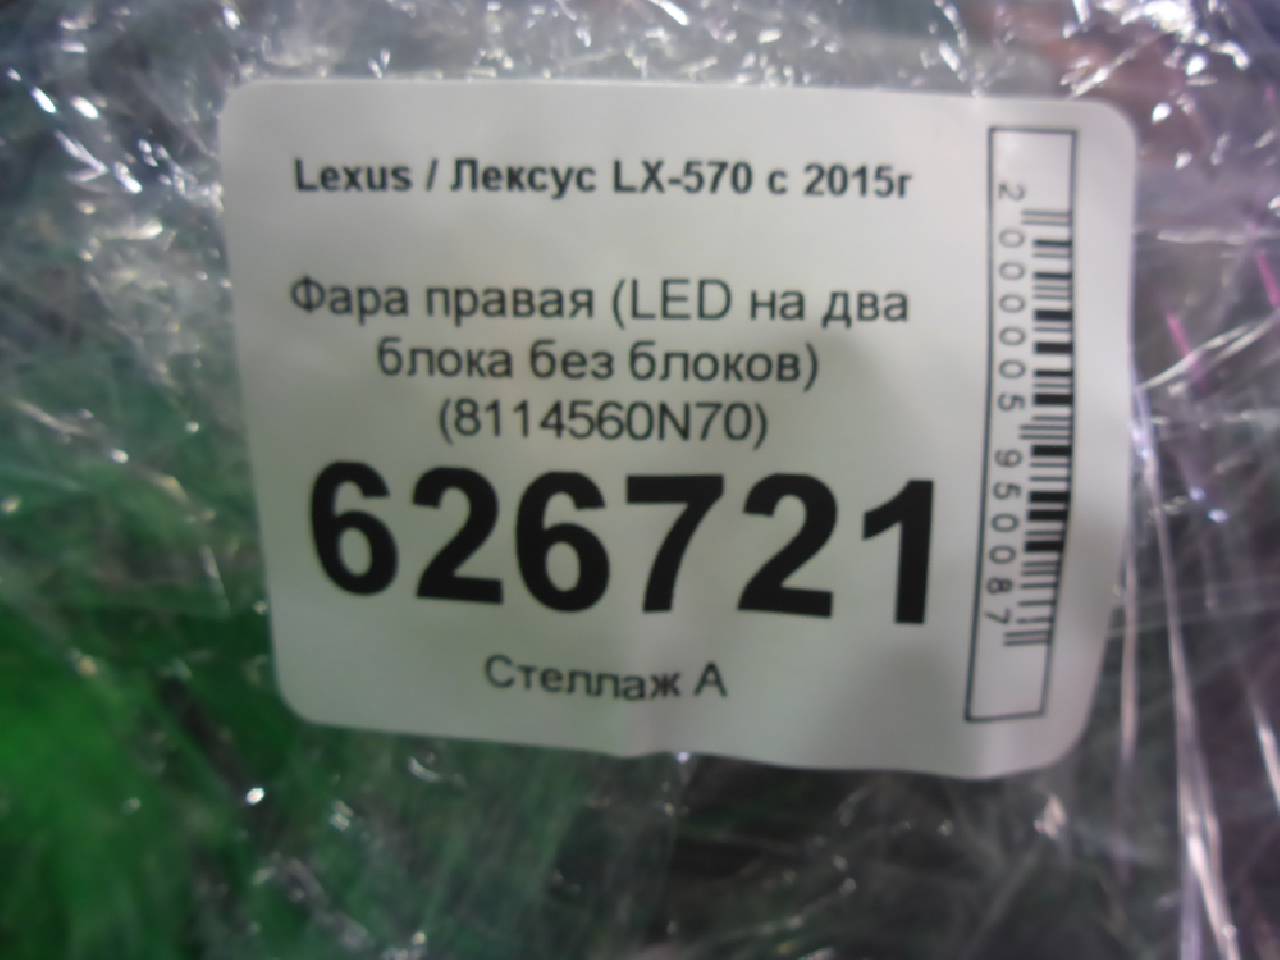 Lexus / Лексус LX-570 с 2015г
Фара правая (LED на два
блока без блоков)
(8114560N70)
626721
Стеллаж А
2000005950087